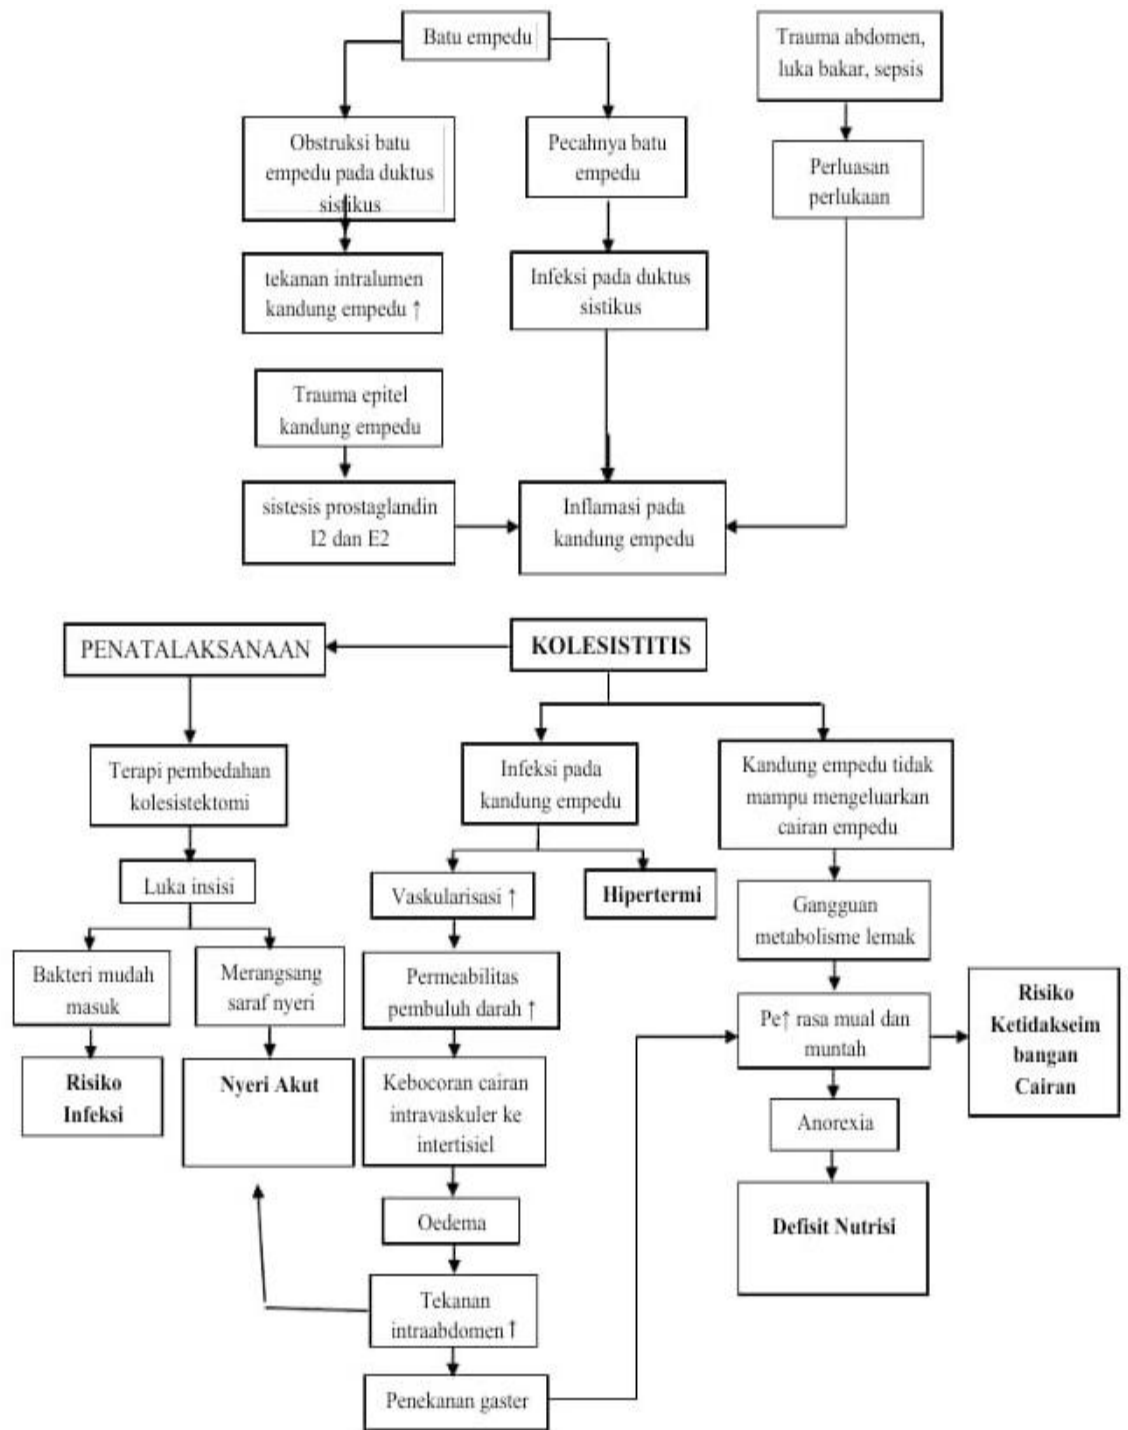 Batu empedu
Trauma abdomen,
luka bakar, sepsis
Obstruksi batu
empedu pada duktus
sistikus
Pecahnya batu
empedu
Perluasan
perlukaan
tekanan intralumen
kandung empedu ↑
Infeksi pada duktus
sistikus
Trauma epitel
kandung empedu
sistesis prostaglandin
I2 dan E2
Inflamasi pada
kandung empedu
PENATALAKSANAAN
KOLESISTITIS
Terapi pembedahan
kolesistektomi
Infeksi pada
kandung empedu
Kandung empedu tidak
mampu mengeluarkan
cairan empedu
Luka insisi
Vaskularisasi ↑
Hipertermi
Gangguan
metabolisme lemak
Bakteri mudah
masuk
Merangsang
saraf nyeri
Permeabilitas
pembuluh darah ↑
Pe↑ rasa mual dan
muntah
Risiko
Ketidakseim
bangan
Cairan
Risiko
Infeksi
Nyeri Akut
Kebocoran cairan
intravaskuler ke
intertisiel
Anorexia
Oedema
Defisit Nutrisi
Tekanan
intraabdomen ↑
Penekanan gaster